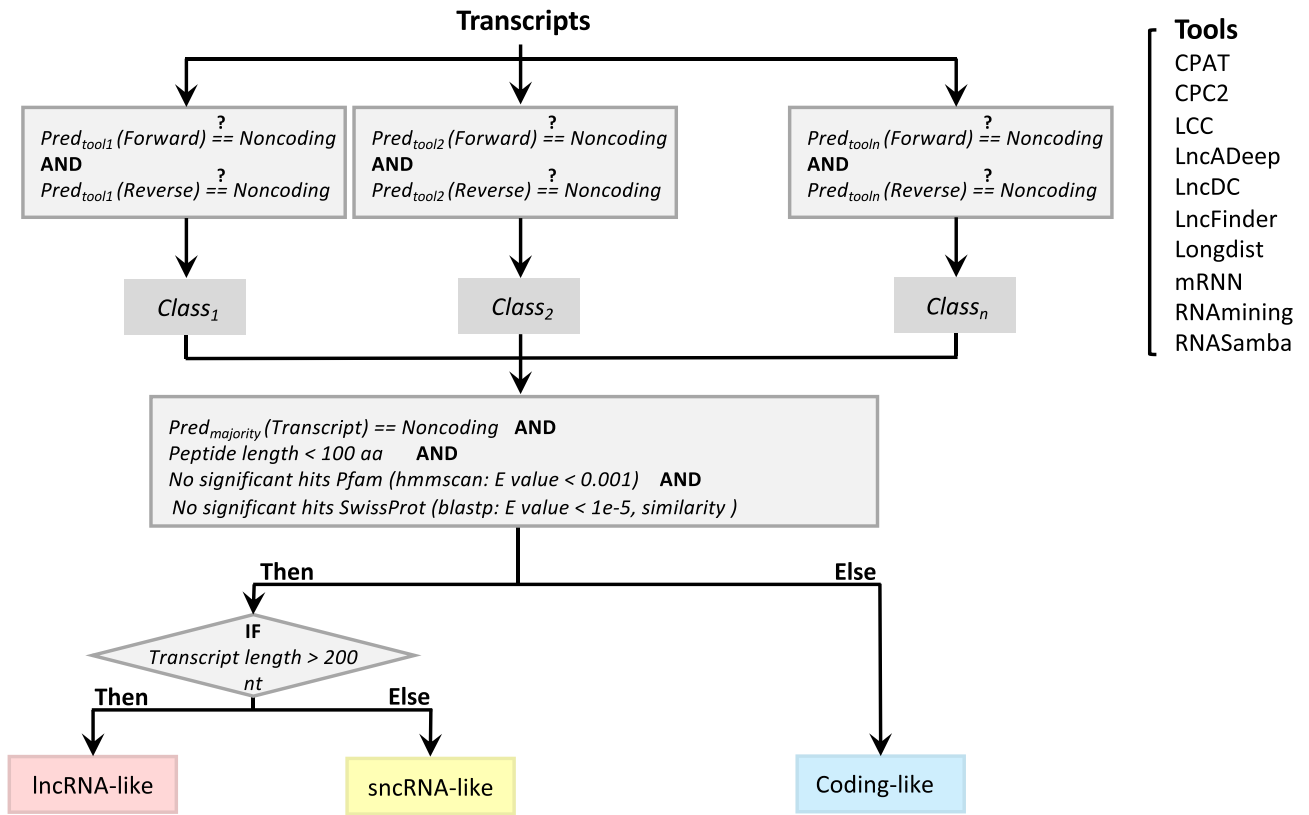 Transcripts
Tools
CPAT
CPC2
LCC
LncADeep
LncDC
LncFinder
Longdist
mRNN
RNAmining
RNASamba
?
Pred_tool1 (Forward) == Noncoding
AND
?
Pred_tool1 (Reverse) == Noncoding
?
Pred_tool2 (Forward) == Noncoding
AND
?
Pred_tool2 (Reverse) == Noncoding
?
Pred_tooln (Forward) == Noncoding
AND
?
Pred_tooln (Reverse) == Noncoding
Class_1
Class_2
Class_n
Pred_majority (Transcript) == Noncoding AND
Peptide length < 100 aa AND
No significant hits Pfam (hmmscan: E value < 0.001) AND
No significant hits SwissProt (blastp: E value < 1e-5, similarity )
Then
Else
IF
Transcript length > 200
nt
Then
Else
lncRNA-like
sncRNA-like
Coding-like